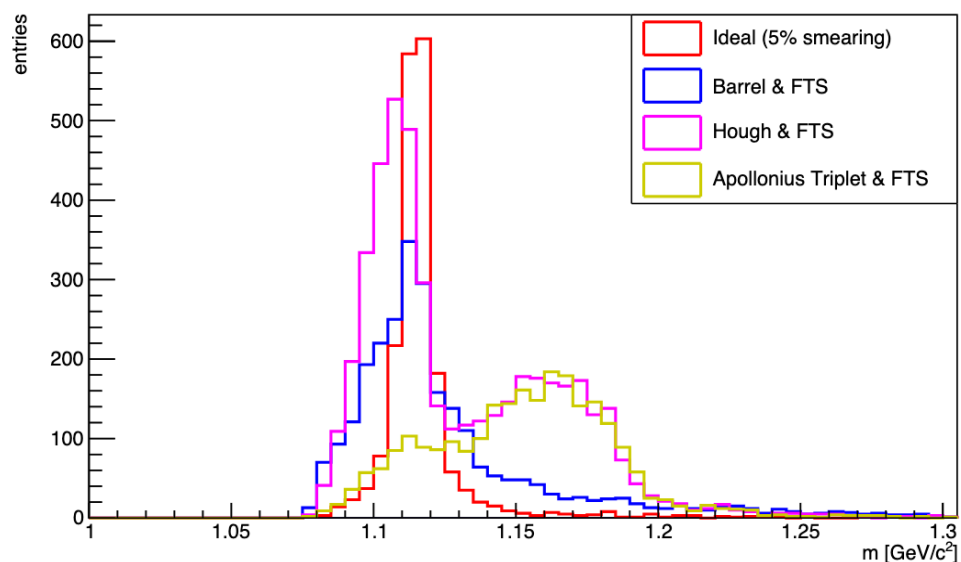 entries
600
500
400
300
200
100
0
1
1.05
1.1
1.15
1.2
1.25
1.3
m [GeV/c²]
Ideal (5% smearing)
Barrel & FTS
Hough & FTS
Apollonius Triplet & FTS